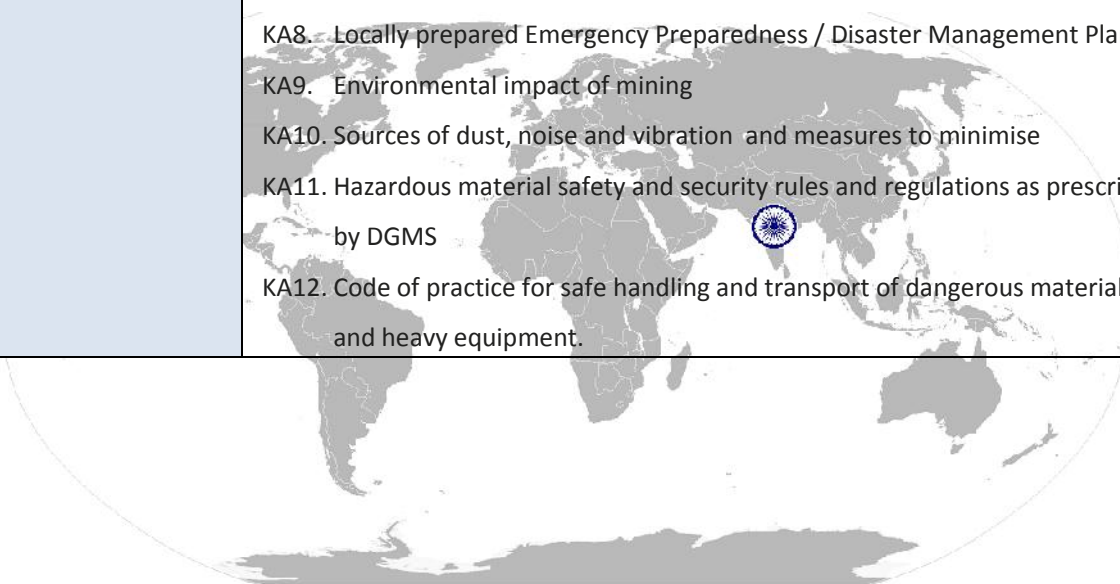 KA8. Locally prepared Emergency Preparedness / Disaster Management Pla
KA9. Environmental impact of mining
KA10. Sources of dust, noise and vibration and measures to minimise
KA11. Hazardous material safety and security rules and regulations as prescri
by DGMS
KA12. Code of practice for safe handling and transport of dangerous material
and heavy equipment.